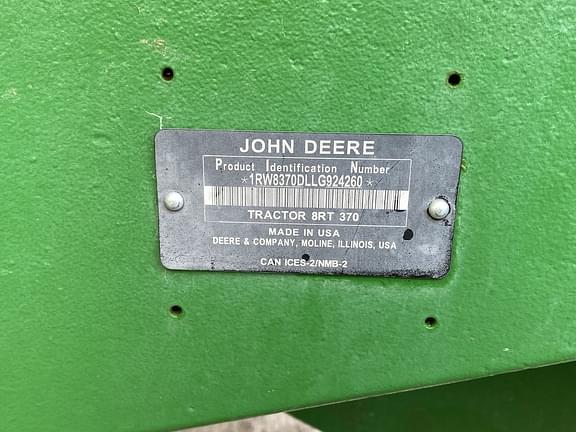 JOHN DEERE
Product Identification Number
*1RW8370DLLG924260*
TRACTOR 8RT 370
MADE IN USA
DEERE & COMPANY, MOLINE, ILLINOIS, USA
CAN ICES-2/NMB-2